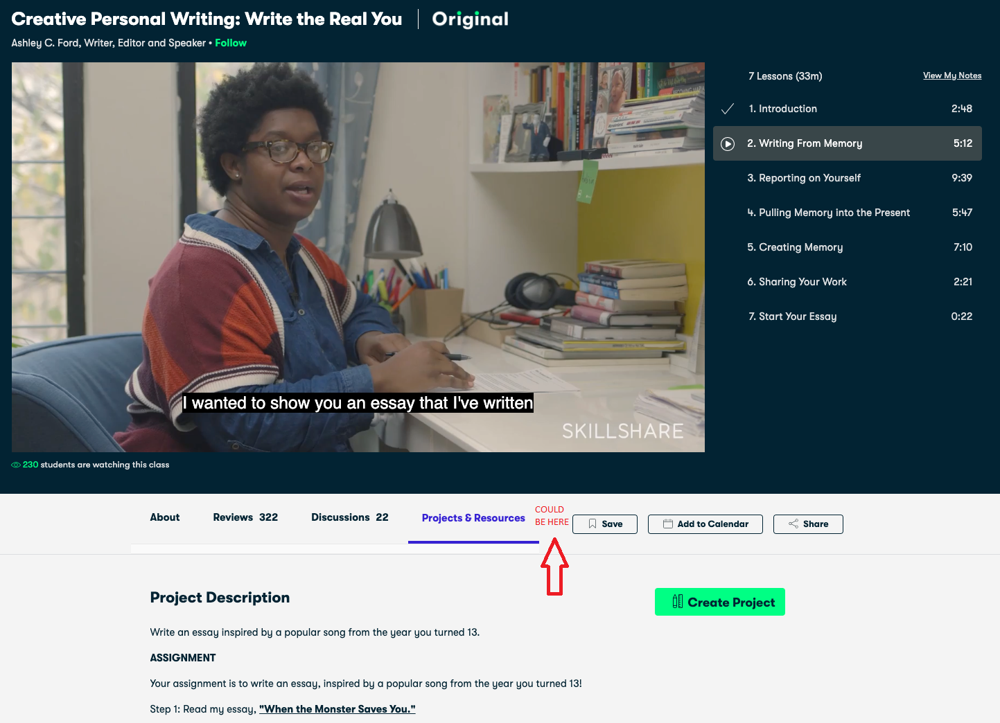 Creative Personal Writing: Write the Real You | Original
Ashley C. Ford, Writer, Editor and Speaker • Follow
I wanted to show you an essay that I've written
SKILLSHARE
230 students are watching this class
7 Lessons (33m)
View My Notes
1. Introduction 2:48
2. Writing From Memory 5:12
3. Reporting on Yourself 9:39
4. Pulling Memory into the Present 5:47
5. Creating Memory 7:10
6. Sharing Your Work 2:21
7. Start Your Essay 0:22
About
Reviews 322
Discussions 22
Projects & Resources
COULD
BE HERE
Save
Add to Calendar
Share
Project Description
Create Project
Write an essay inspired by a popular song from the year you turned 13.
ASSIGNMENT
Your assignment is to write an essay, inspired by a popular song from the year you turned 13!
Step 1: Read my essay, "When the Monster Saves You."